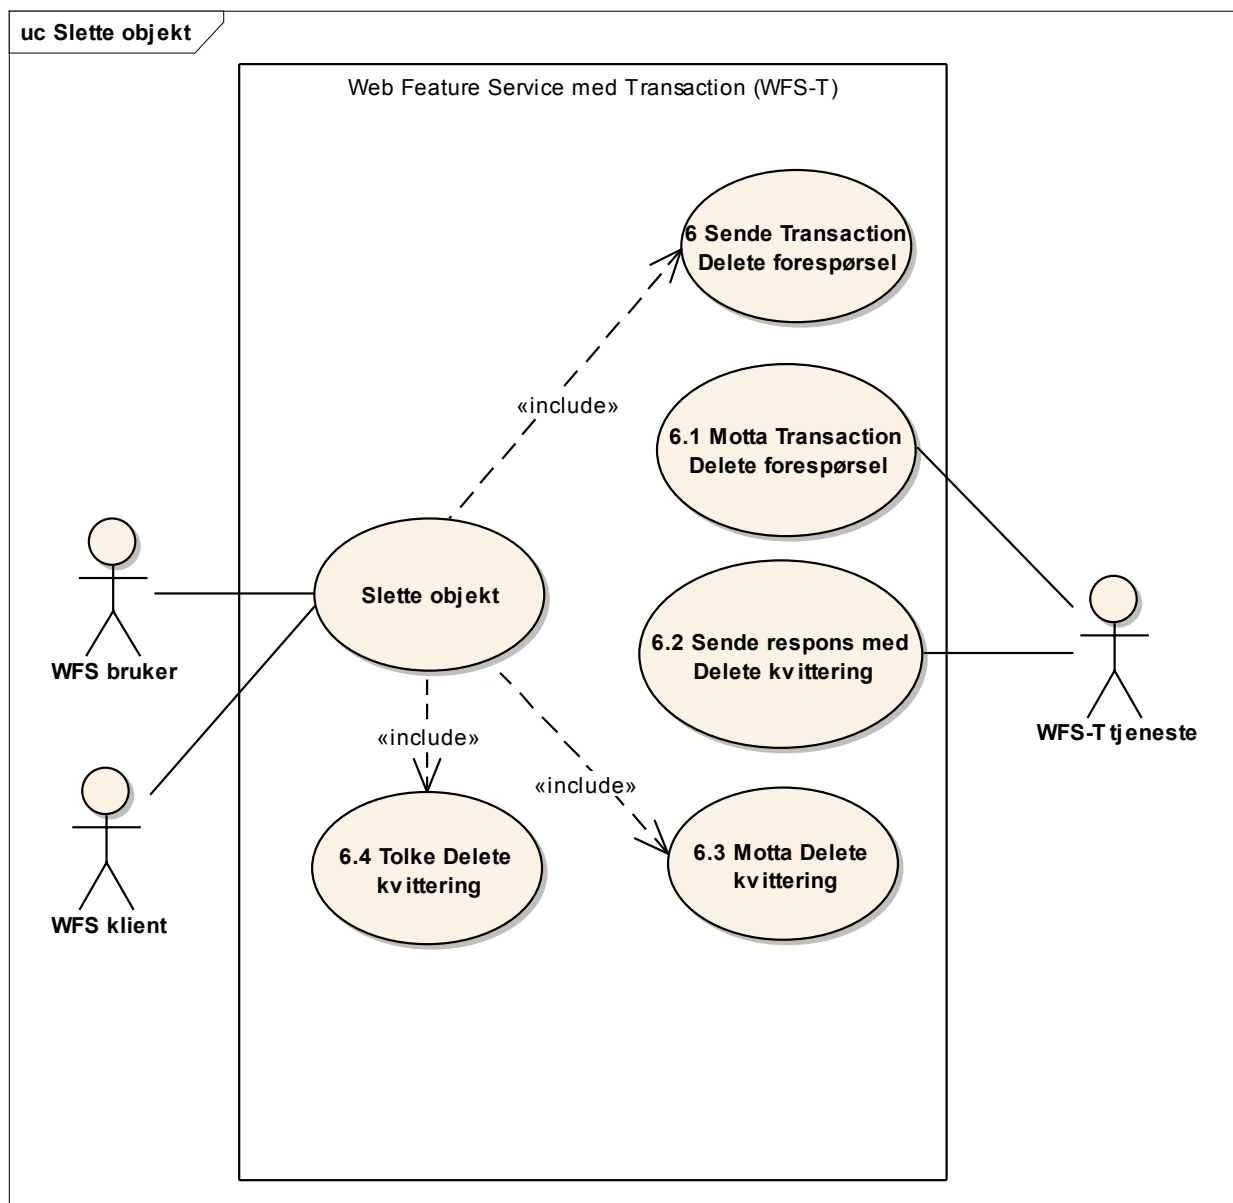 uc Slette objekt
Web Feature Service med Transaction (WFS-T)
6 Sende Transaction
Delete forespørsel
«include»
6.1 Motta Transaction
Delete forespørsel
Slette objekt
6.2 Sende respons med
Delete kvittering
WFS bruker
WFS-T tjeneste
«include»
«include»
6.4 Tolke Delete
kvittering
6.3 Motta Delete
kvittering
WFS klient